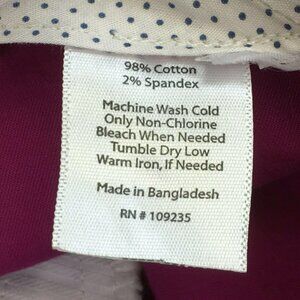 98% Cotton
2% Spandex
Machine Wash Cold
Only Non-Chlorine
Bleach When Needed
Tumble Dry Low
Warm Iron, If Needed
Made in Bangladesh
RN # 109235